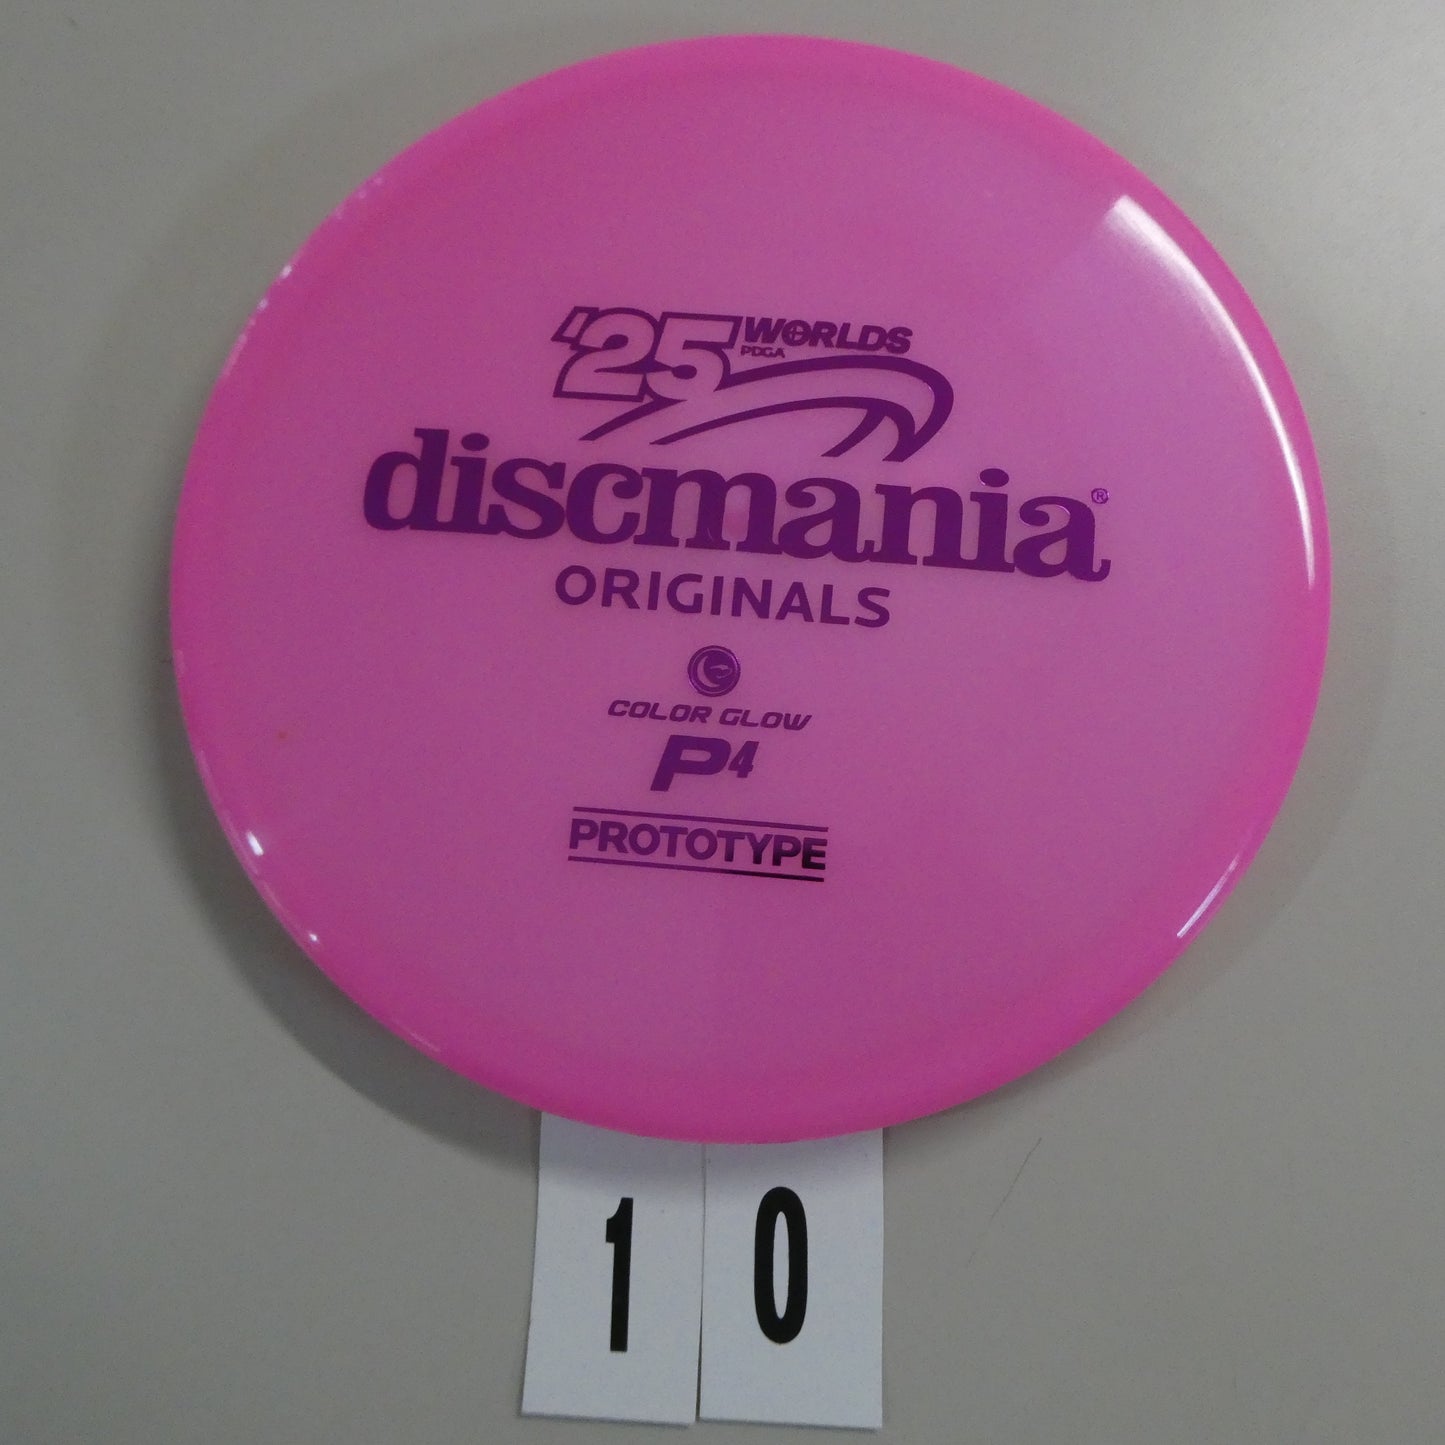 '25 WORLDS
PDGA
discmania®
ORIGINALS
COLOR GLOW
P4
PROTOTYPE
1 0